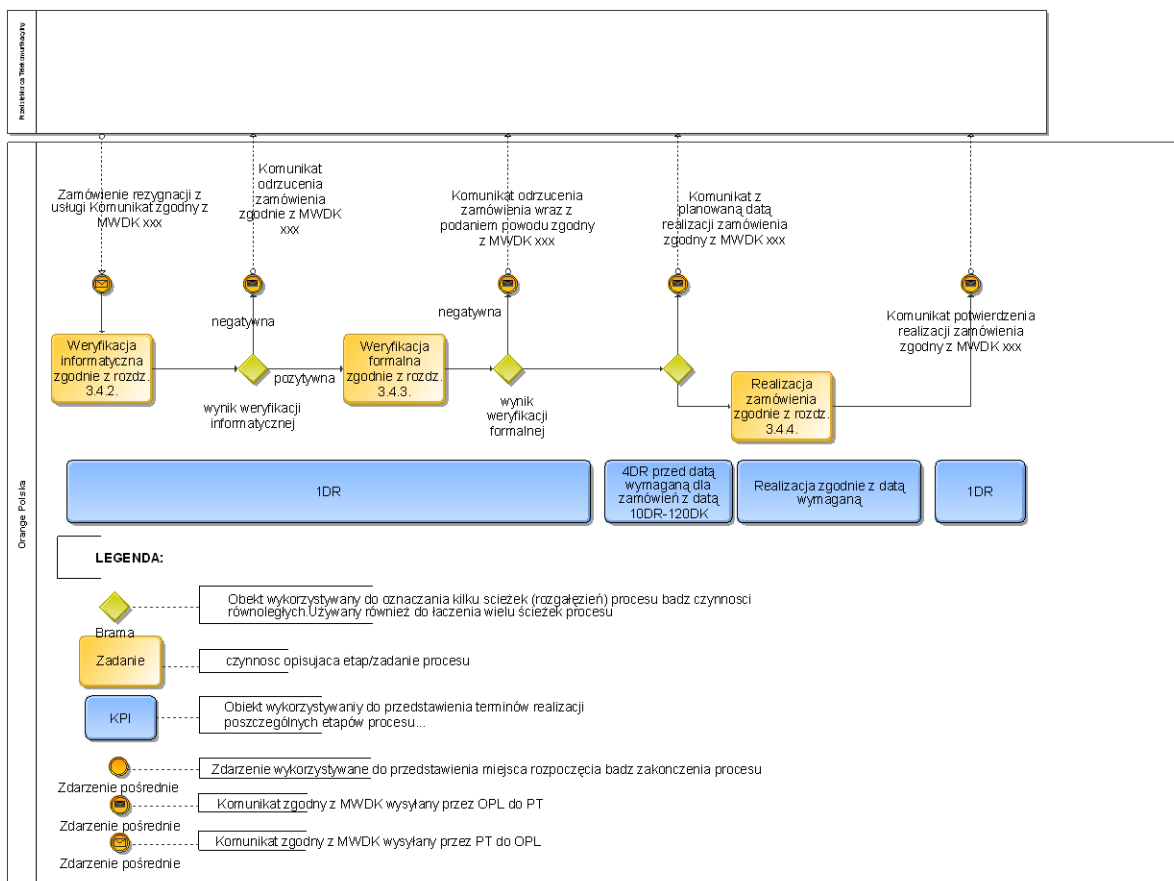 Przedsiębiorca Telekomunikacyjny
Zamówienie rezygnacji z
usługi Komunikat zgodny z
MWDK xxx
Komunikat
odrzucenia
zamówienia
zgodnie z MWDK
xxx
Komunikat odrzucenia
zamówienia wraz z
podaniem powodu zgodny
z MWDK xxx
Komunikat z
planowaną datą
realizacji zamówienia
zgodny z MWDK xxx
Komunikat potwierdzenia
realizacji zamówienia
zgodny z MWDK xxx
negatywna
negatywna
Weryfikacja
informatyczna
zgodnie z rozdz.
3.4.2.
pozytywna
wynik weryfikacji
informatycznej
Weryfikacja
formalna
zgodnie z rozdz.
3.4.3.
wynik
weryfikacji
formalnej
Realizacja
zamówienia
zgodnie z rozdz.
3.4.4.
Orange Polska
1DR
4DR przed datą
wymaganą dla
zamówień z datą
10DR-120DK
Realizacja zgodnie z datą
wymaganą
1DR
LEGENDA:
Brama
Obekt wykorzystywany do oznaczania kilku scieżek (rozgałęzień) procesu badz czynnosci
równoległych.Używany również do łaczenia wielu ścieżek procesu
Zadanie
czynnosc opisujaca etap/zadanie procesu
KPI
Obiekt wykorzystywaniy do przedstawienia terminów realizacji
poszczególnych etapów procesu...
Zdarzenie pośrednie
Zdarzenie wykorzystywane do przedstawienia miejsca rozpoczęcia badz zakonczenia procesu
Zdarzenie pośrednie
Komunikat zgodny z MWDK wysyłany przez OPL do PT
Zdarzenie pośrednie
Komunikat zgodny z MWDK wysyłany przez PT do OPL